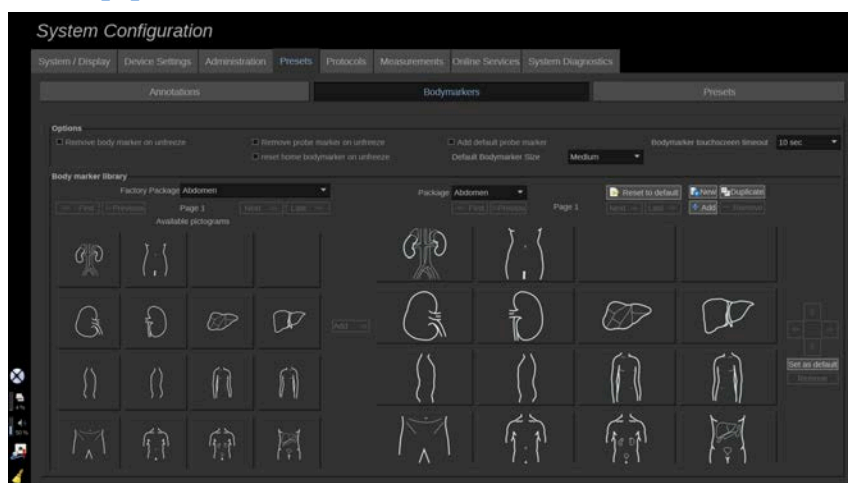 System Configuration
System / Display Device Settings Administration Presets Protocols Measurements Online Services System Diagnostics
Annotations Bodymarkers Presets
Options
Remove body marker on unfreeze Remove probe marker on unfreeze Add default probe marker Bodymarker touchscreen timeout 10 sec
reset home bodymarker on unfreeze Default Bodymarker Size Medium
Body marker library
Factory Package Abdomen Package Abdomen Reset to default New Duplicate
First Previous Page 1 Next Last First Previous Page 1 Next Last Add Remove
Available pictograms
Add
Set as default
Remove
4 %
50 %